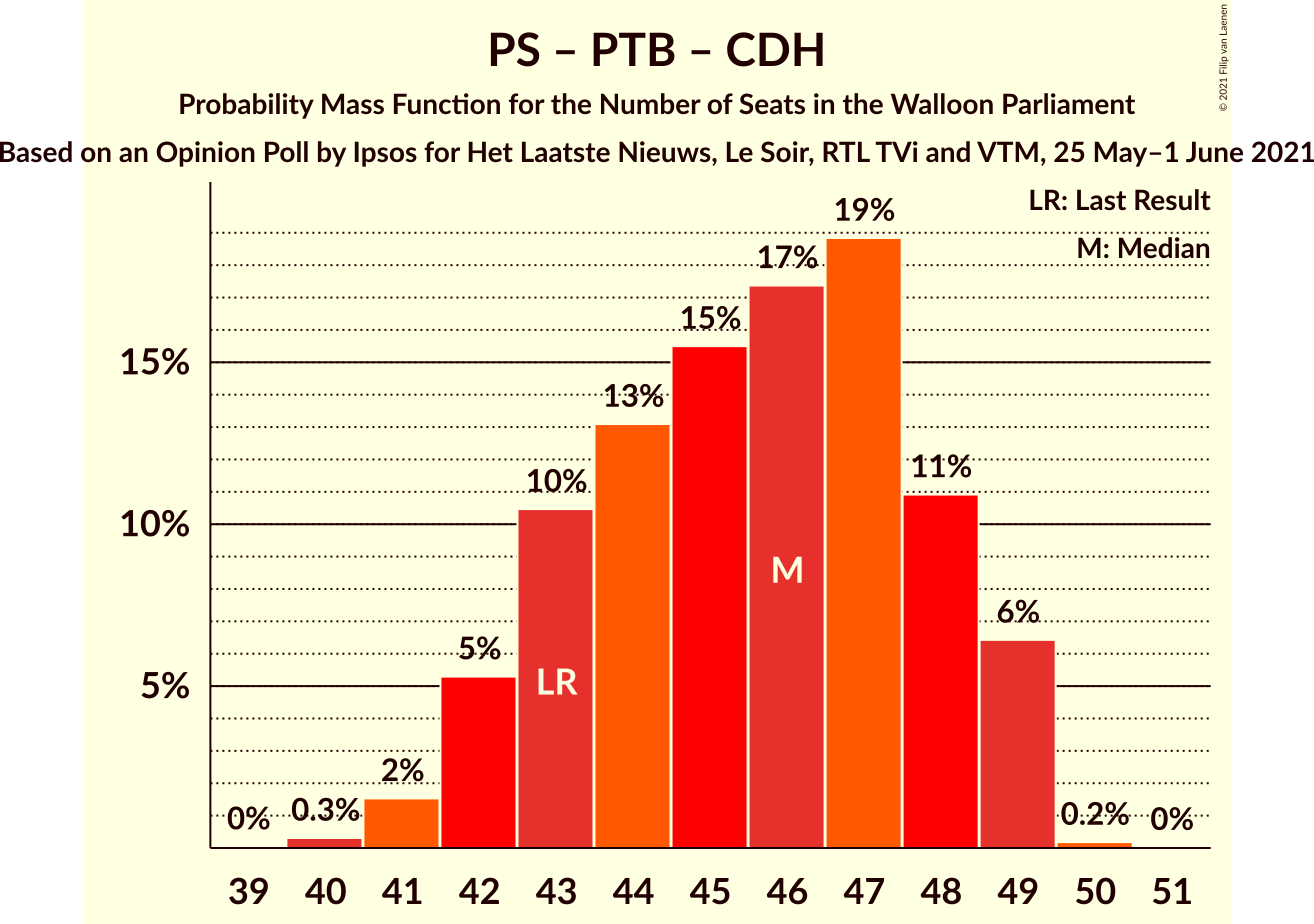 PS – PTB – CDH
Probability Mass Function for the Number of Seats in the Walloon Parliament
Based on an Opinion Poll by Ipsos for Het Laatste Nieuws, Le Soir, RTL TVi and VTM, 25 May–1 June 2021
© 2021 Filip van Laenen
LR: Last Result
M: Median
15%
10%
5%
0%
0.3%
2%
5%
10%
13%
15%
17%
19%
11%
6%
0.2%
0%
LR
M
39 40 41 42 43 44 45 46 47 48 49 50 51